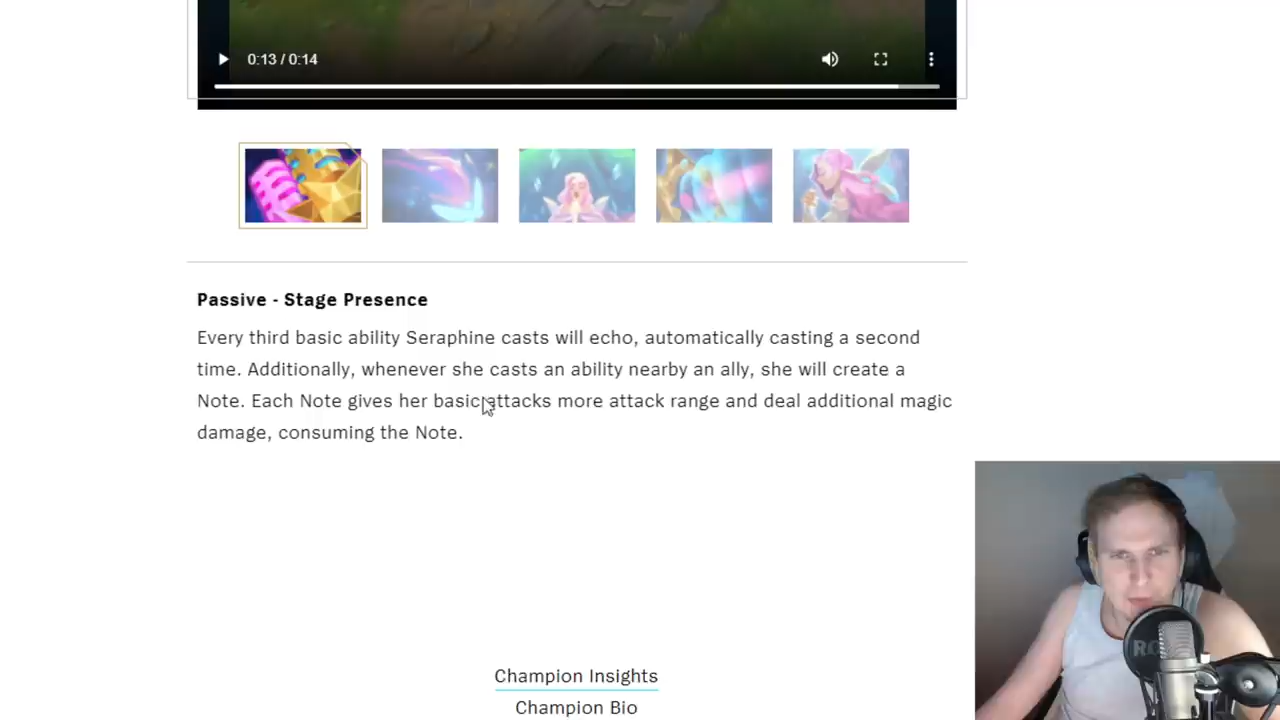 0:13 / 0:14
Passive - Stage Presence
Every third basic ability Seraphine casts will echo, automatically casting a second
time. Additionally, whenever she casts an ability nearby an ally, she will create a
Note. Each Note gives her basic attacks more attack range and deal additional magic
damage, consuming the Note.
Champion Insights
Champion Bio